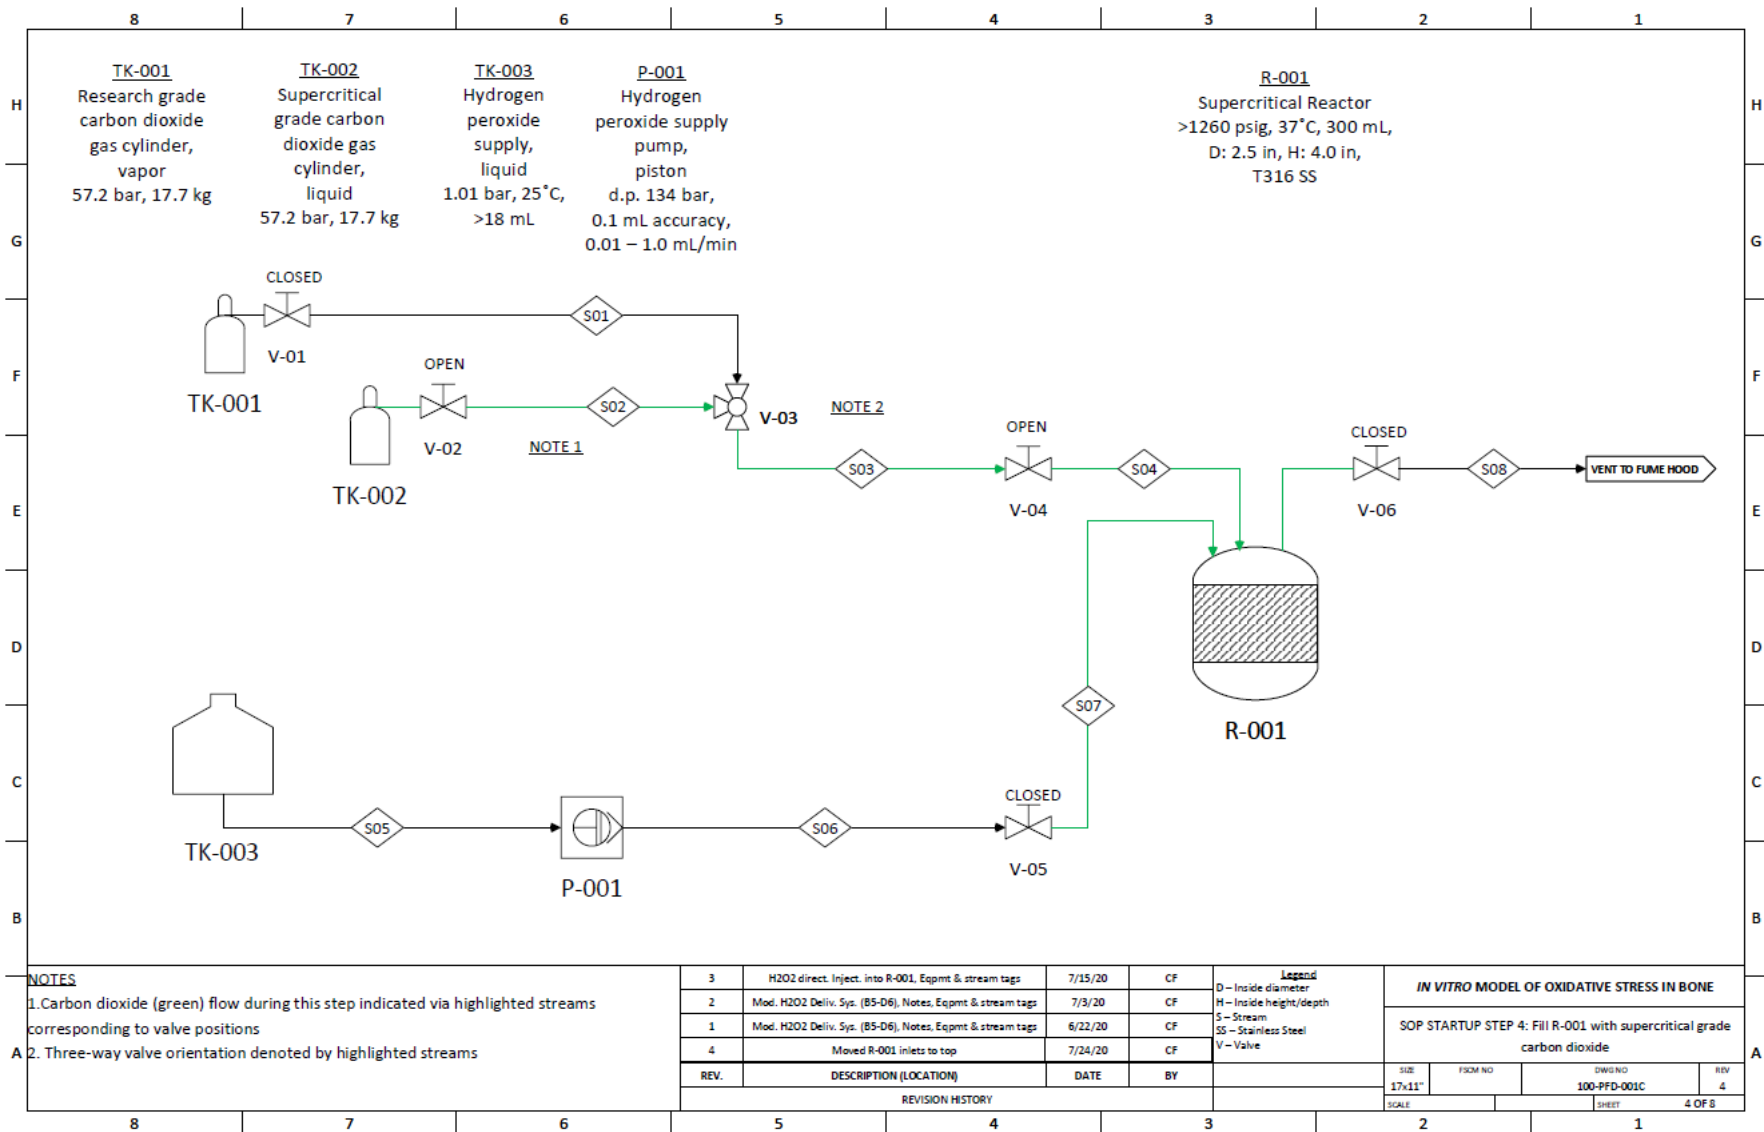 8 7 6 5 4 3 2 1
H H
G G
F F
E E
D D
C C
B B
A A
TK-001
Research grade
carbon dioxide
gas cylinder,
vapor
57.2 bar, 17.7 kg
TK-002
Supercritical
grade carbon
dioxide gas
cylinder,
liquid
57.2 bar, 17.7 kg
TK-003
Hydrogen
peroxide
supply,
liquid
1.01 bar, 25˚C,
>18 mL
P-001
Hydrogen
peroxide supply
pump,
piston
d.p. 134 bar,
0.1 mL accuracy,
0.01 – 1.0 mL/min
R-001
Supercritical Reactor
>1260 psig, 37˚C, 300 mL,
D: 2.5 in, H: 4.0 in,
T316 SS
CLOSED
S01
V-01
TK-001
OPEN
S02
V-02
NOTE 1
TK-002
V-03
NOTE 2
S03
OPEN
V-04
S04
CLOSED
V-06
S08
VENT TO FUME HOOD
R-001
S07
TK-003
S05
P-001
S06
CLOSED
V-05
NOTES
1.Carbon dioxide (green) flow during this step indicated via highlighted streams
corresponding to valve positions
2. Three-way valve orientation denoted by highlighted streams
3 H2O2 direct. Inject. into R-001, Eqpmt & stream tags 7/15/20 CF
2 Mod. H2O2 Deliv. Sys. (B5-D6), Notes, Eqpmt & stream tags 7/3/20 CF
1 Mod. H2O2 Deliv. Sys. (B5-D6), Notes, Eqpmt & stream tags 6/22/20 CF
4 Moved R-001 inlets to top 7/24/20 CF
REV. DESCRIPTION (LOCATION) DATE BY
REVISION HISTORY
Legend
D – Inside diameter
H – Inside height/depth
S – Stream
SS – Stainless Steel
V – Valve
IN VITRO MODEL OF OXIDATIVE STRESS IN BONE
SOP STARTUP STEP 4: Fill R-001 with supercritical grade
carbon dioxide
SIZE FSCM NO DWG NO REV
17x11" 100-PFD-001C 4
SCALE SHEET 4 OF 8
8 7 6 5 4 3 2 1